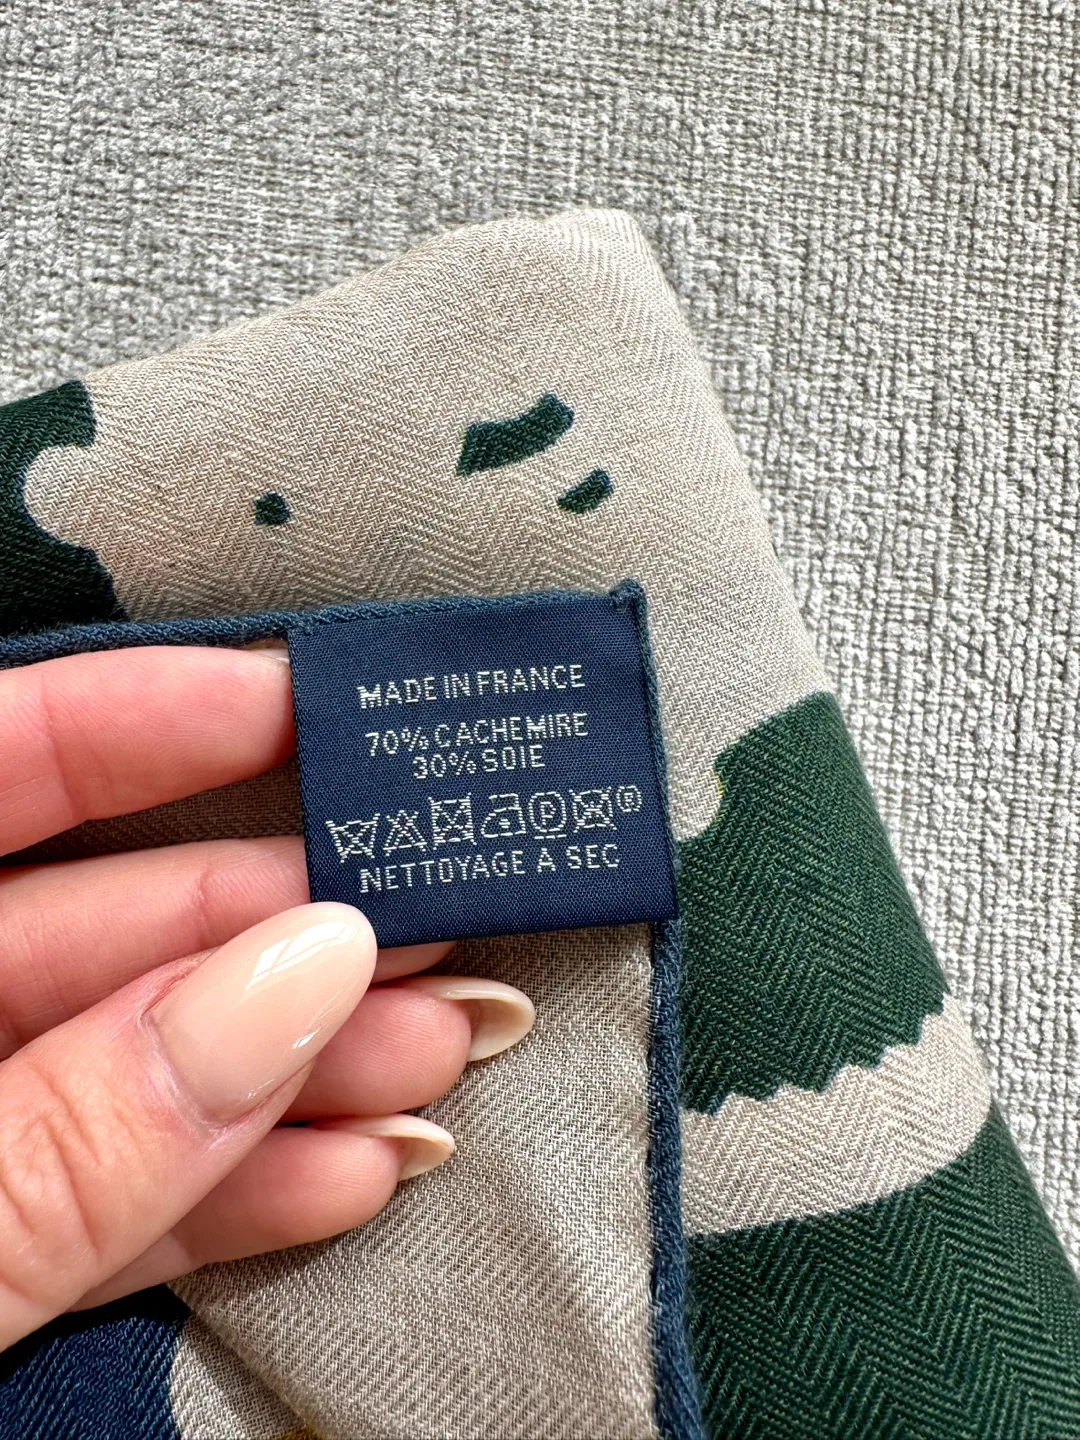 MADE IN FRANCE
70% CACHEMIRE
30% SOIE
P ®
NETTOYAGE A SEC